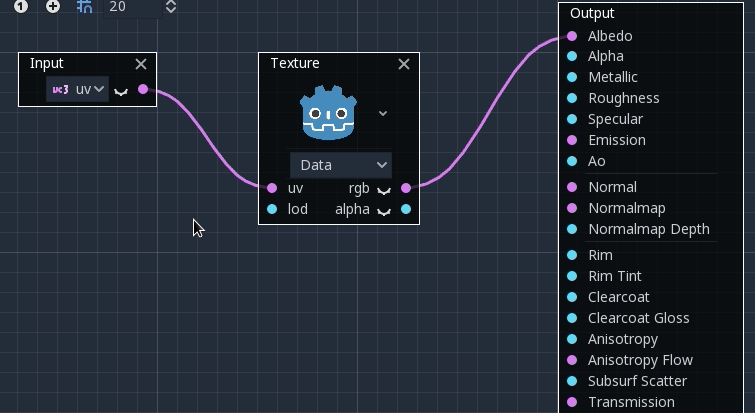 20
Input
uv
Texture
Data
uv rgb
lod alpha
Output
Albedo
Alpha
Metallic
Roughness
Specular
Emission
Ao
Normal
Normalmap
Normalmap Depth
Rim
Rim Tint
Clearcoat
Clearcoat Gloss
Anisotropy
Anisotropy Flow
Subsurf Scatter
Transmission